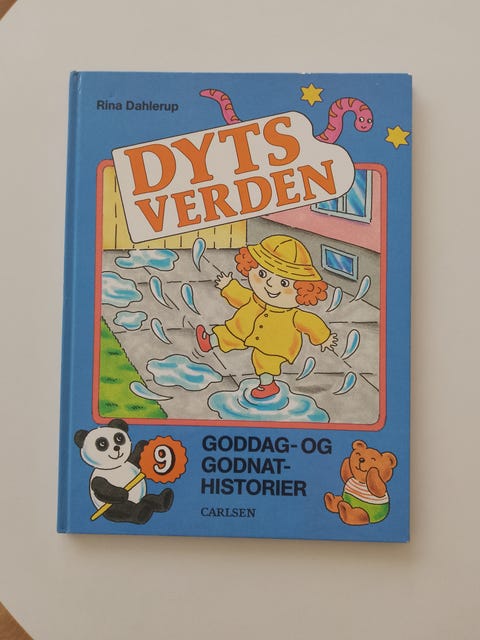 Rina Dahlerup
DYTS
VERDEN
9
GODDAG- OG
GODNAT-
HISTORIER
CARLSEN